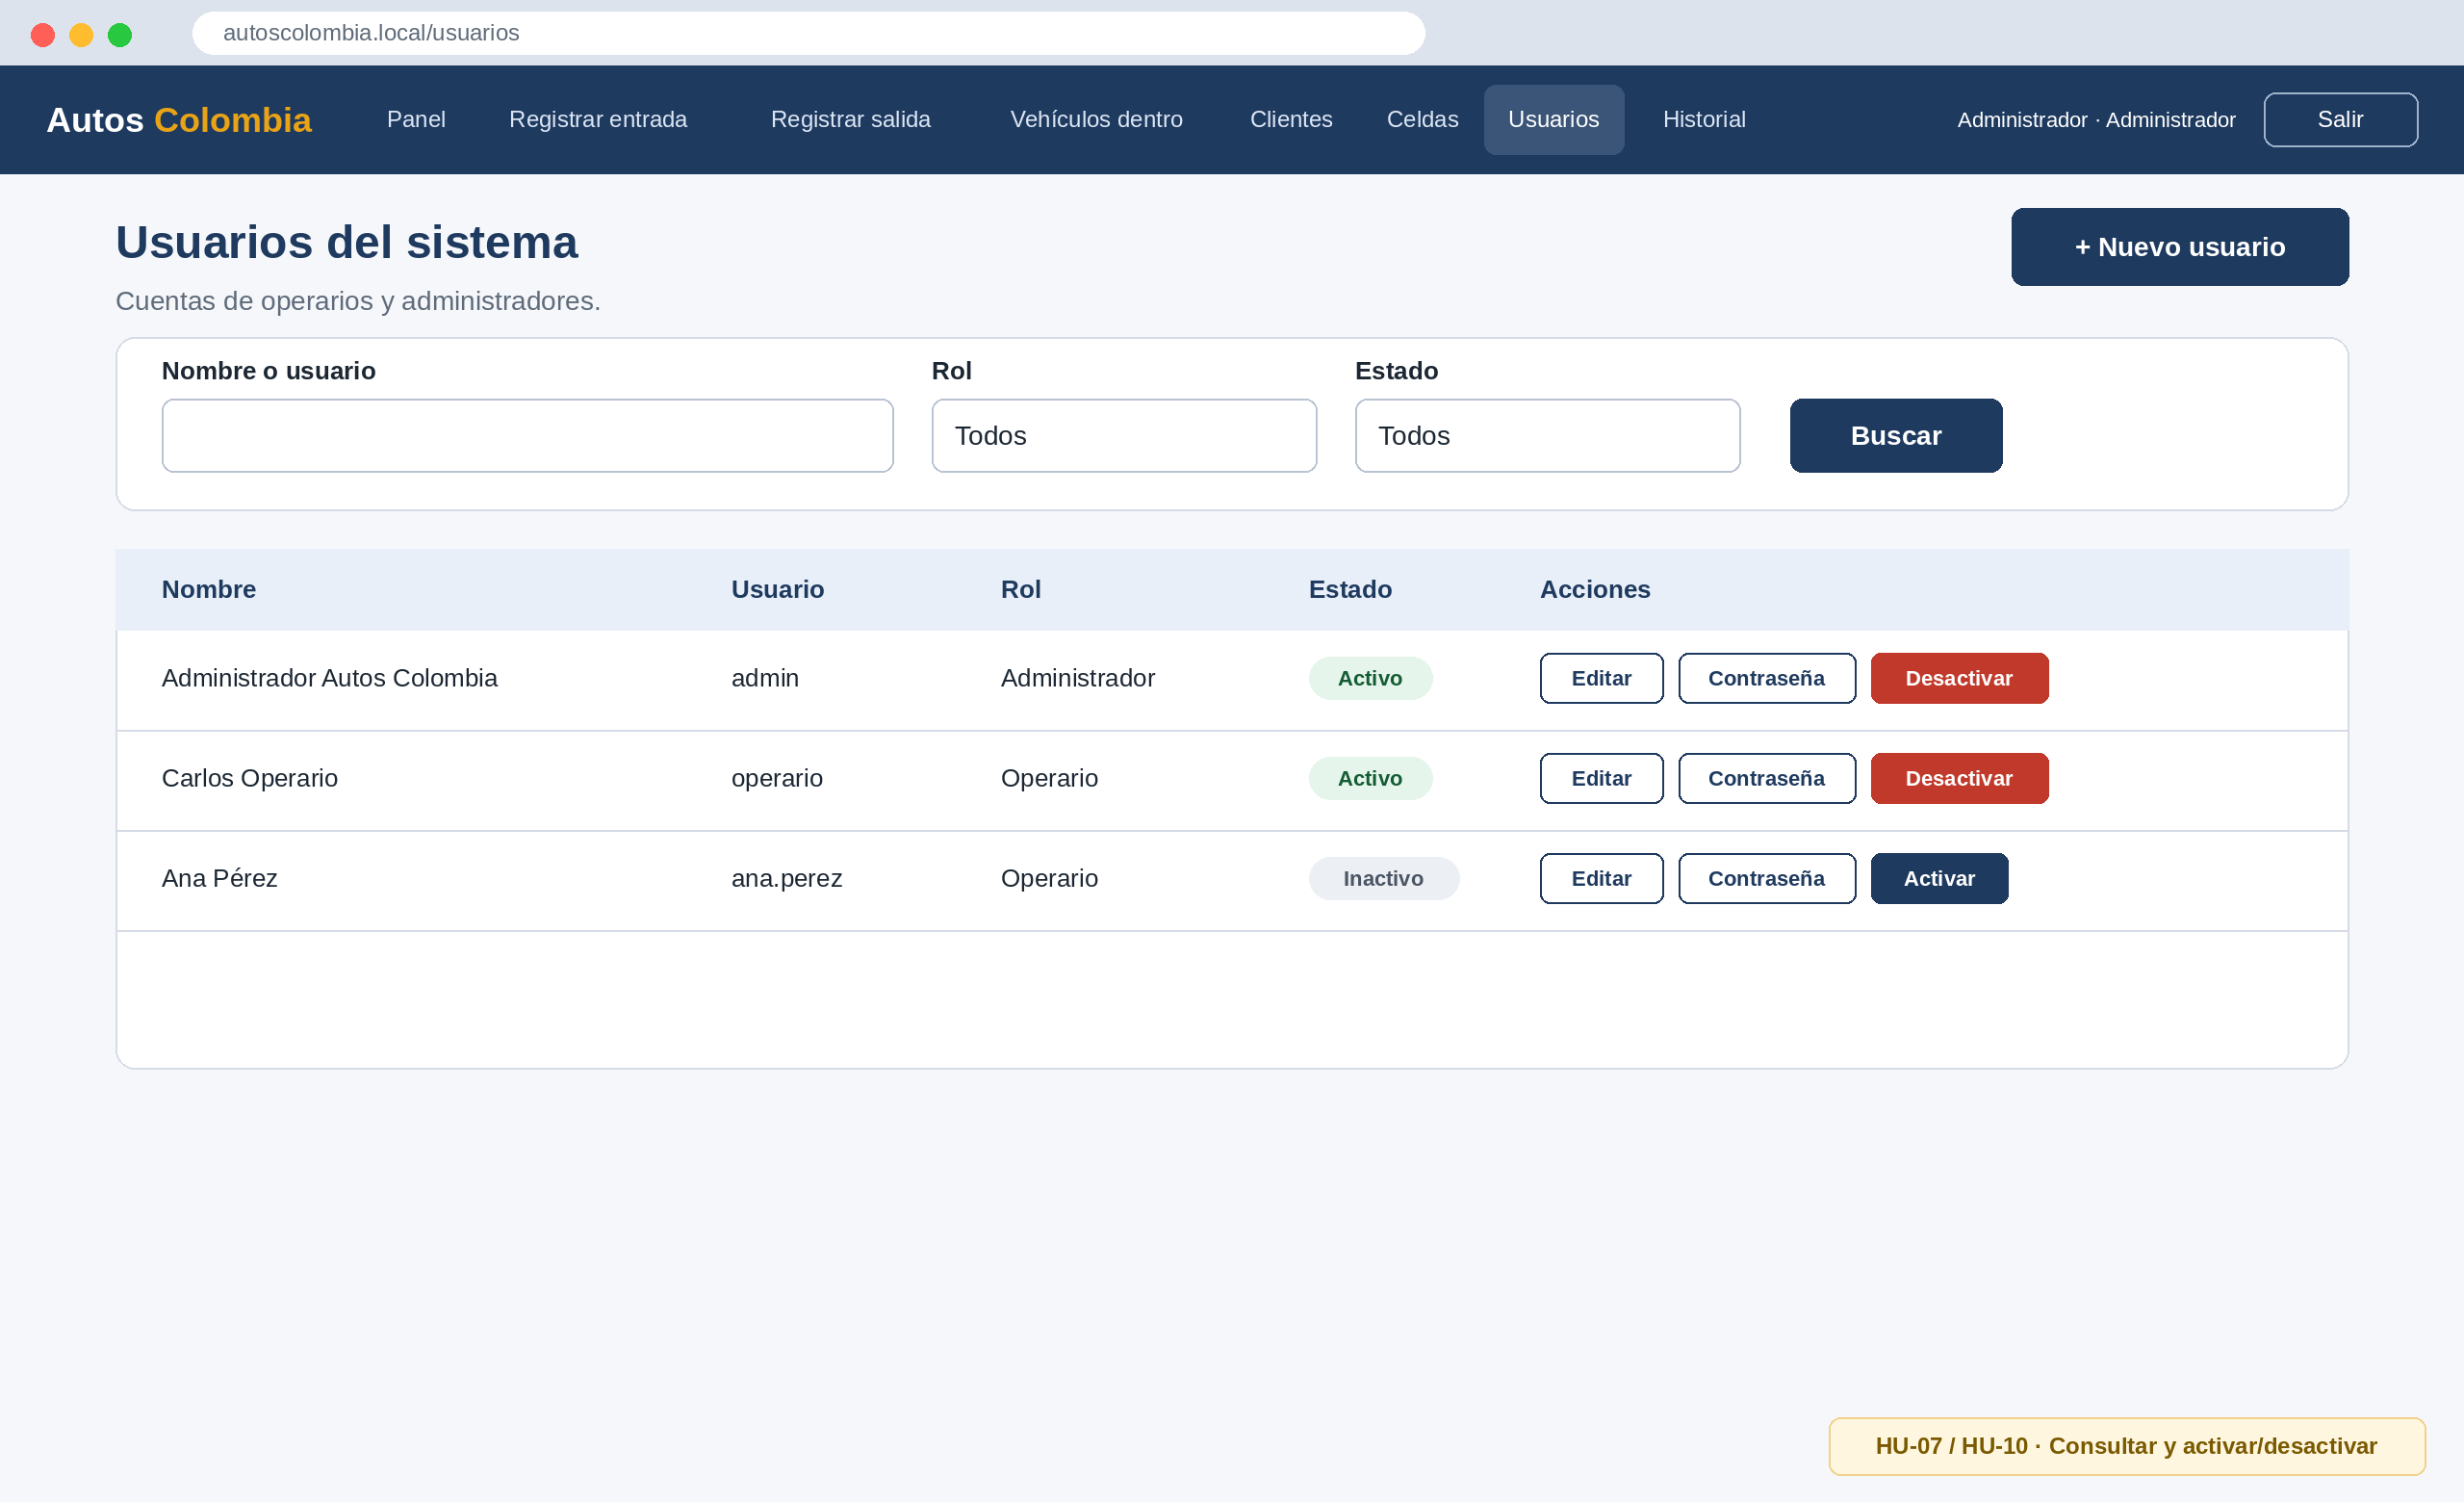 autoscolombia.local/usuarios
Autos Colombia Panel Registrar entrada Registrar salida Vehículos dentro Clientes Celdas Usuarios Historial Administrador · Administrador Salir
Usuarios del sistema
+ Nuevo usuario
Cuentas de operarios y administradores.
Nombre o usuario Rol Estado
Todos Todos Buscar
Nombre Usuario Rol Estado Acciones
Administrador Autos Colombia admin Administrador Activo Editar Contraseña Desactivar
Carlos Operario operario Operario Activo Editar Contraseña Desactivar
Ana Pérez ana.perez Operario Inactivo Editar Contraseña Activar
HU-07 / HU-10 · Consultar y activar/desactivar